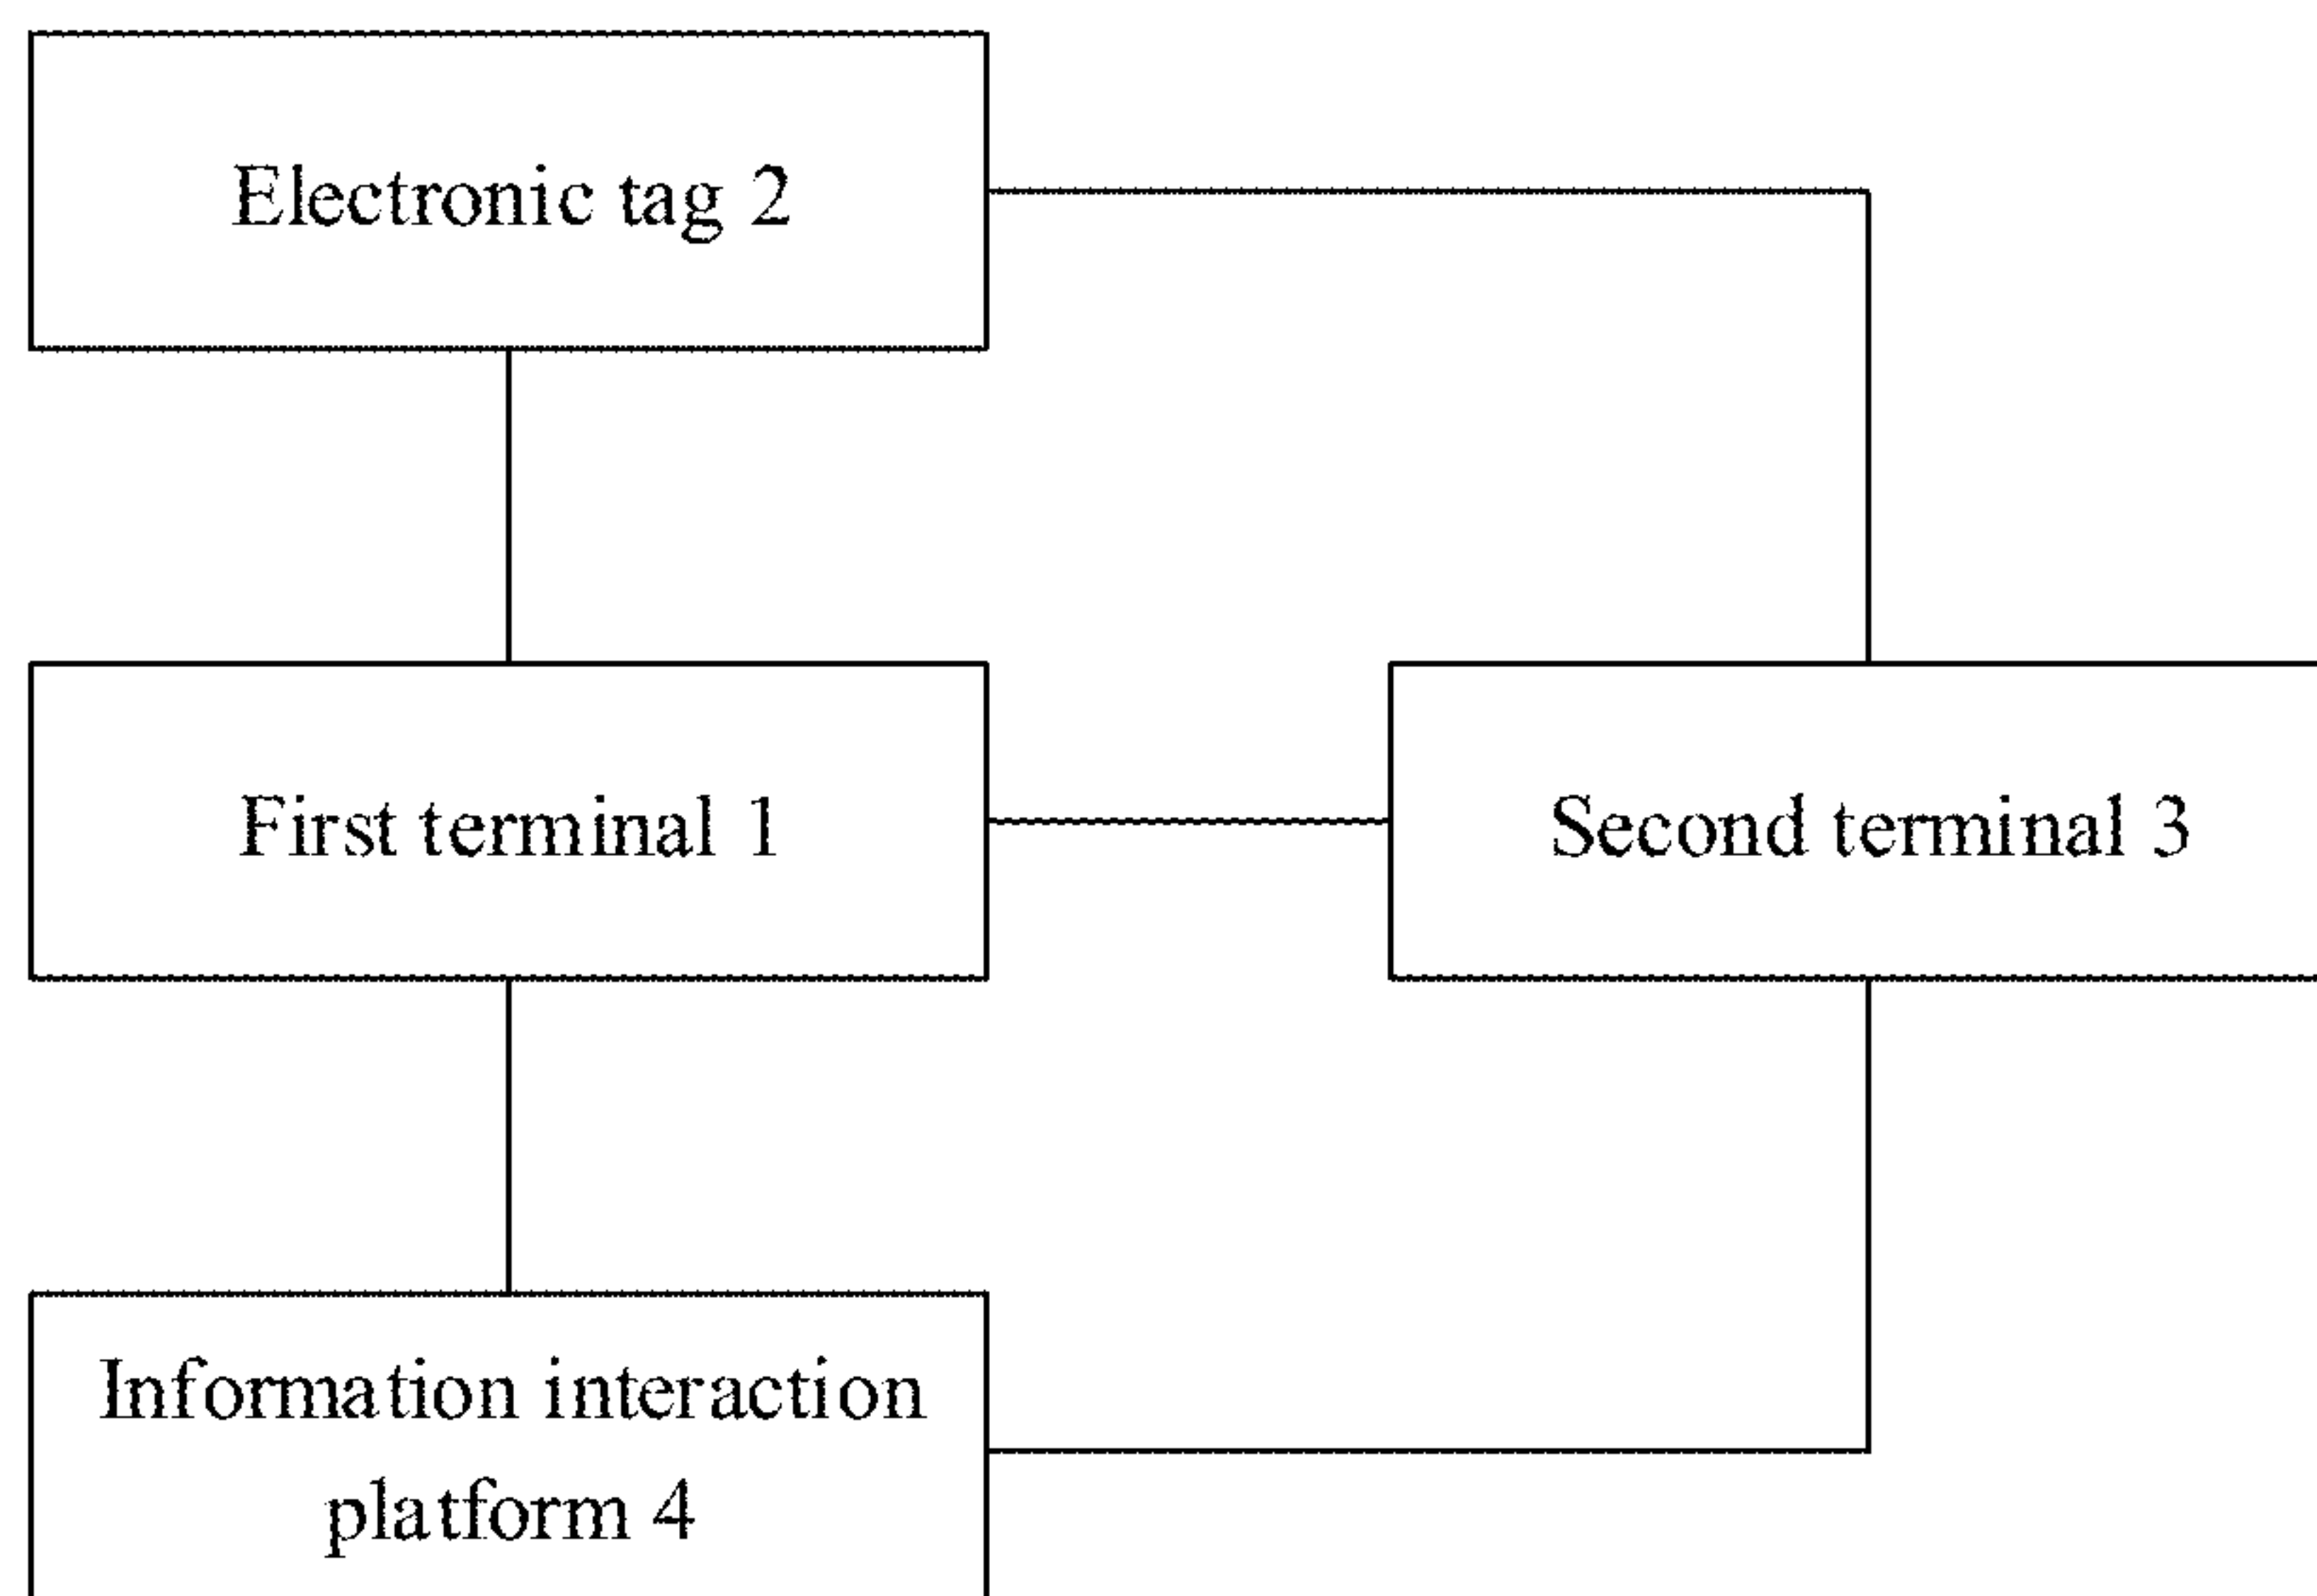 Electronic tag 2
First terminal 1
Second terminal 3
Information interaction
platform 4